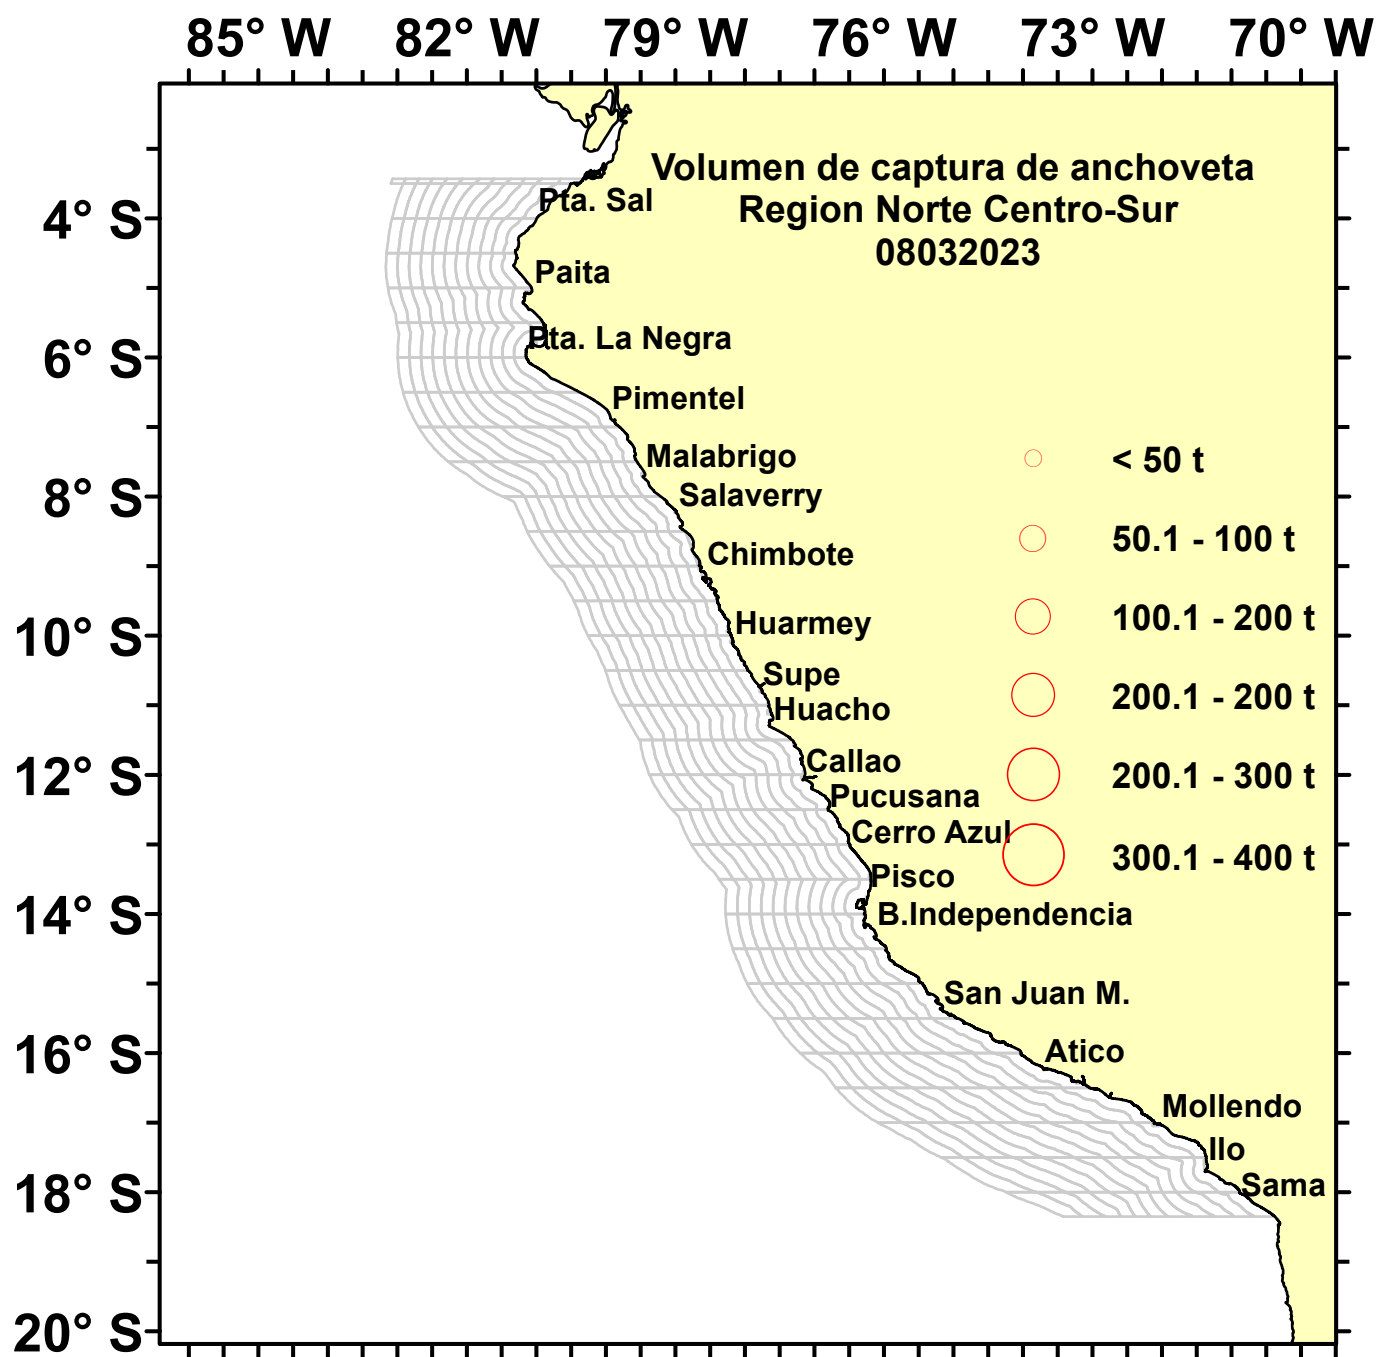 85° W 82° W 79° W 76° W 73° W 70° W
Volumen de captura de anchoveta
Region Norte Centro-Sur
08032023
4° S
6° S
8° S
10° S
12° S
14° S
16° S
18° S
20° S
Pta. Sal
Paita
Pta. La Negra
Pimentel
Malabrigo
Salaverry
Chimbote
Huarmey
Supe
Huacho
Callao
Pucusana
Cerro Azul
Pisco
B.Independencia
San Juan M.
Atico
Mollendo
Ilo
Sama
< 50 t
50.1 - 100 t
100.1 - 200 t
200.1 - 200 t
200.1 - 300 t
300.1 - 400 t